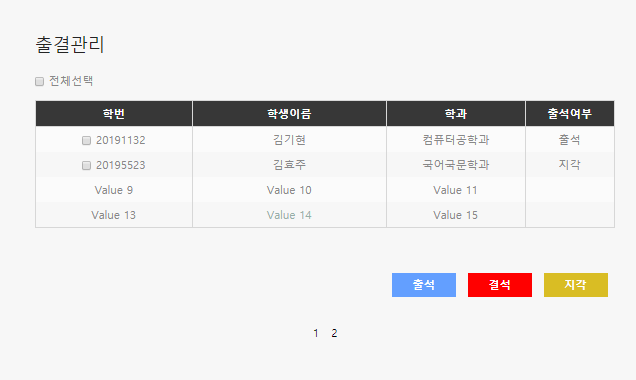 출결관리
전체선택
학번 학생이름 학과 출석여부
20191132 김기현 컴퓨터공학과 출석
20195523 김효주 국어국문학과 지각
Value 9 Value 10 Value 11
Value 13 Value 14 Value 15
출석 결석 지각
1 2